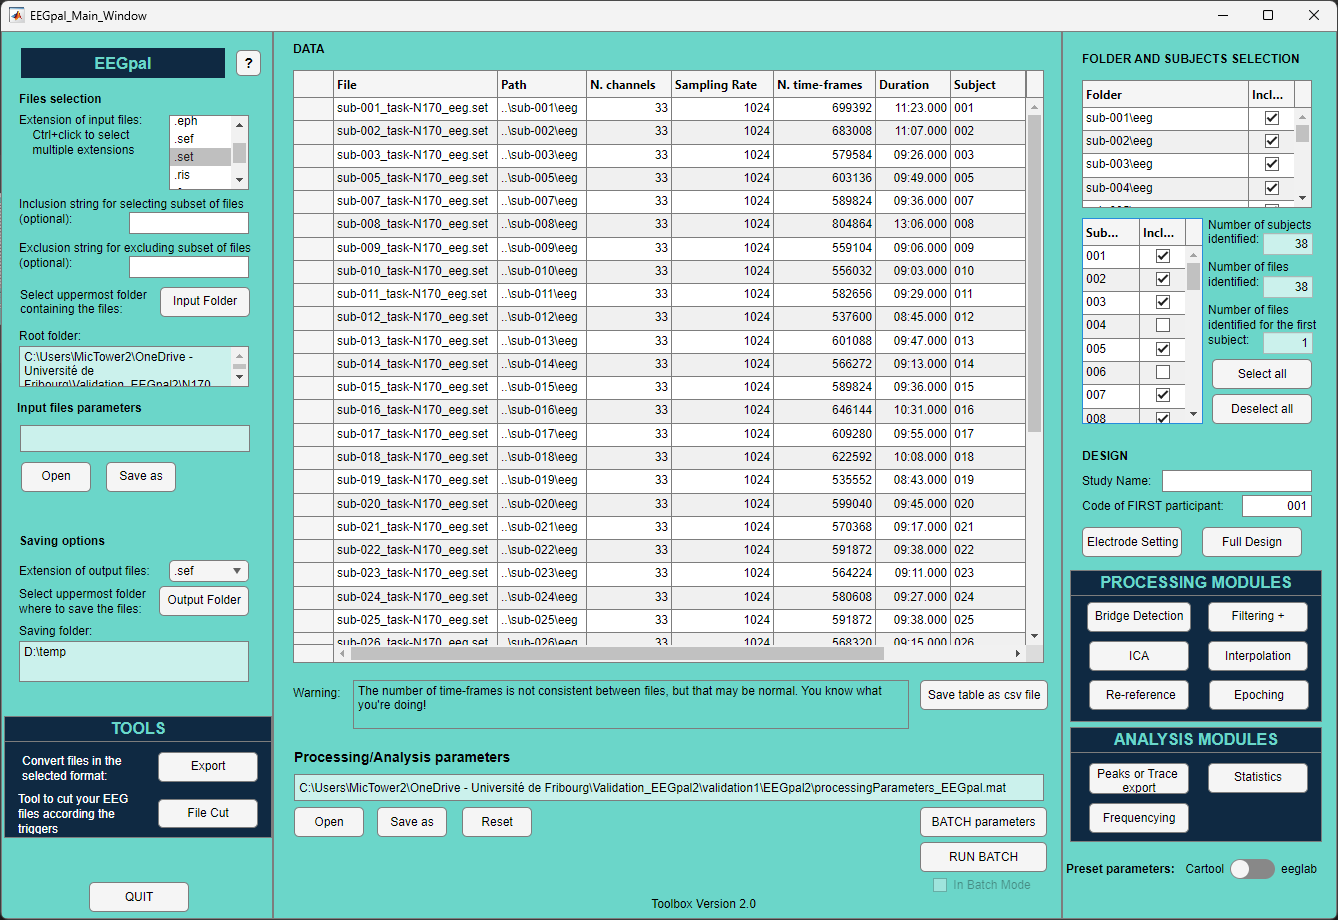 EEGpal_Main_Window
EEGpal
?
Files selection
Extension of input files:
Ctrl+click to select
multiple extensions
.eph
.sef
.set
.ris
Inclusion string for selecting subset of files
(optional):
Exclusion string for excluding subset of files
(optional):
Select uppermost folder
containing the files:
Input Folder
Root folder:
C:\Users\MicTower2\OneDrive -
Université de
Fribourg\Validation_EEGpal2\N170
Input files parameters
Open Save as
Saving options
Extension of output files: .sef
Select uppermost folder
where to save the files:
Output Folder
Saving folder:
D:\temp
TOOLS
Convert files in the
selected format:
Export
Tool to cut your EEG
files according the
triggers
File Cut
QUIT
DATA
File Path N. channels Sampling Rate N. time-frames Duration Subject
sub-001_task-N170_eeg.set ..\sub-001\eeg 33 1024 699392 11:23.000 001
sub-002_task-N170_eeg.set ..\sub-002\eeg 33 1024 683008 11:07.000 002
sub-003_task-N170_eeg.set ..\sub-003\eeg 33 1024 579584 09:26.000 003
sub-005_task-N170_eeg.set ..\sub-005\eeg 33 1024 603136 09:49.000 005
sub-007_task-N170_eeg.set ..\sub-007\eeg 33 1024 589824 09:36.000 007
sub-008_task-N170_eeg.set ..\sub-008\eeg 33 1024 804864 13:06.000 008
sub-009_task-N170_eeg.set ..\sub-009\eeg 33 1024 559104 09:06.000 009
sub-010_task-N170_eeg.set ..\sub-010\eeg 33 1024 556032 09:03.000 010
sub-011_task-N170_eeg.set ..\sub-011\eeg 33 1024 582656 09:29.000 011
sub-012_task-N170_eeg.set ..\sub-012\eeg 33 1024 537600 08:45.000 012
sub-013_task-N170_eeg.set ..\sub-013\eeg 33 1024 601088 09:47.000 013
sub-014_task-N170_eeg.set ..\sub-014\eeg 33 1024 566272 09:13.000 014
sub-015_task-N170_eeg.set ..\sub-015\eeg 33 1024 589824 09:36.000 015
sub-016_task-N170_eeg.set ..\sub-016\eeg 33 1024 646144 10:31.000 016
sub-017_task-N170_eeg.set ..\sub-017\eeg 33 1024 609280 09:55.000 017
sub-018_task-N170_eeg.set ..\sub-018\eeg 33 1024 622592 10:08.000 018
sub-019_task-N170_eeg.set ..\sub-019\eeg 33 1024 535552 08:43.000 019
sub-020_task-N170_eeg.set ..\sub-020\eeg 33 1024 599040 09:45.000 020
sub-021_task-N170_eeg.set ..\sub-021\eeg 33 1024 570368 09:17.000 021
sub-022_task-N170_eeg.set ..\sub-022\eeg 33 1024 591872 09:38.000 022
sub-023_task-N170_eeg.set ..\sub-023\eeg 33 1024 564224 09:11.000 023
sub-024_task-N170_eeg.set ..\sub-024\eeg 33 1024 580608 09:27.000 024
sub-025_task-N170_eeg.set ..\sub-025\eeg 33 1024 591872 09:38.000 025
sub-026_task-N170_eeg.set ..\sub-026\eeg 33 1024 568320 09:15.000 026
Warning: The number of time-frames is not consistent between files, but that may be normal. You know what
you're doing!
Save table as csv file
Processing/Analysis parameters
C:\Users\MicTower2\OneDrive - Université de Fribourg\Validation_EEGpal2\validation1\EEGpal2\processingParameters_EEGpal.mat
Open Save as Reset
BATCH parameters
RUN BATCH
In Batch Mode
Toolbox Version 2.0
FOLDER AND SUBJECTS SELECTION
Folder Incl...
sub-001\eeg
sub-002\eeg
sub-003\eeg
sub-004\eeg
Sub... Incl...
001
002
003
004
005
006
007
008
Number of subjects
identified: 38
Number of files
identified: 38
Number of files
identified for the first
subject: 1
Select all
Deselect all
DESIGN
Study Name:
Code of FIRST participant: 001
Electrode Setting Full Design
PROCESSING MODULES
Bridge Detection Filtering +
ICA Interpolation
Re-reference Epoching
ANALYSIS MODULES
Peaks or Trace
export
Statistics
Frequencying
Preset parameters: Cartool eeglab